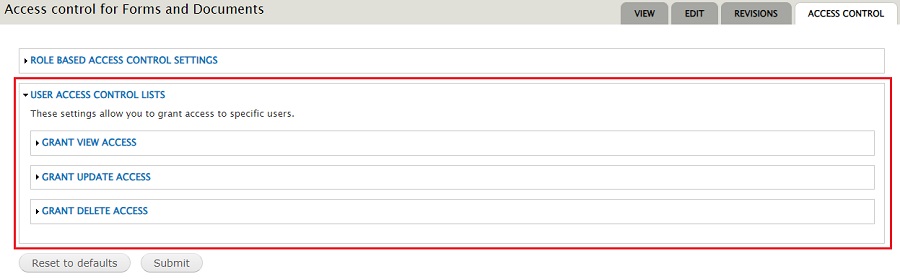 Access control for Forms and Documents
VIEW
EDIT
REVISIONS
ACCESS CONTROL
ROLE BASED ACCESS CONTROL SETTINGS
USER ACCESS CONTROL LISTS
These settings allow you to grant access to specific users.
GRANT VIEW ACCESS
GRANT UPDATE ACCESS
GRANT DELETE ACCESS
Reset to defaults
Submit